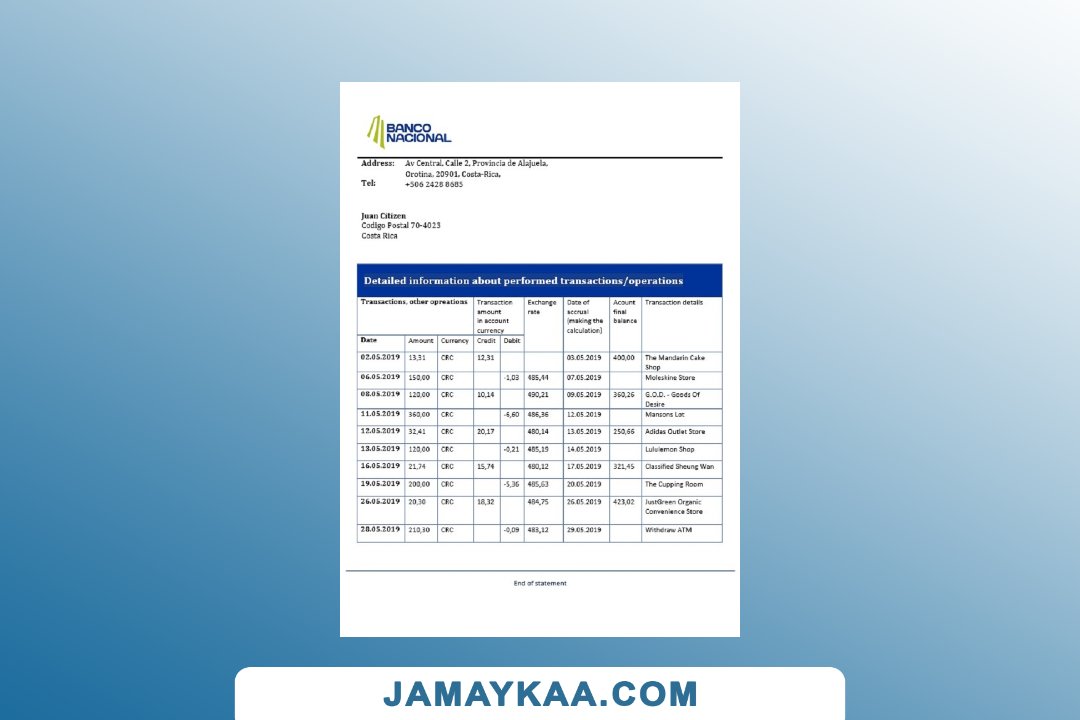 BANCO
NACIONAL
Address: Av Central, Calle 2, Provincia de Alajuela,
Orotina, 20901, Costa-Rica,
Tel: +506 2428 8685
Juan Citizen
Codigo Postal 70-4023
Costa Rica
Detailed information about performed transactions/operations
Transactions, other opreations
Transaction
amount
in account
currency
Exchange
rate
Date of
accrual
(making the
calculation)
Acount
final
balance
Transaction details
Date Amount Currency Credit Debit
02.05.2019 13,31 CRC 12,31 03.05.2019 400,00 The Mandarin Cake
Shop
06.05.2019 150,00 CRC -1,03 485,44 07.05.2019 Moleskine Store
08.05.2019 120,00 CRC 10,14 490,21 09.05.2019 360,26 G.O.D. - Goods Of
Desire
11.05.2019 360,00 CRC -6,60 486,36 12.05.2019 Mansons Lot
12.05.2019 32,41 CRC 20,17 480,14 13.05.2019 250,66 Adidas Outlet Store
13.05.2019 120,00 CRC -0,21 485,19 14.05.2019 Lululemon Shop
16.05.2019 21,74 CRC 15,74 480,12 17.05.2019 321,45 Classified Sheung Wan
19.05.2019 200,00 CRC -5,36 485,63 20.05.2019 The Cupping Room
26.05.2019 20,30 CRC 18,32 484,75 26.05.2019 423,02 JustGreen Organic
Convenience Store
28.05.2019 210,30 CRC -0,09 483,12 29.05.2019 Withdraw ATM
End of statement
JAMAYKAA.COM